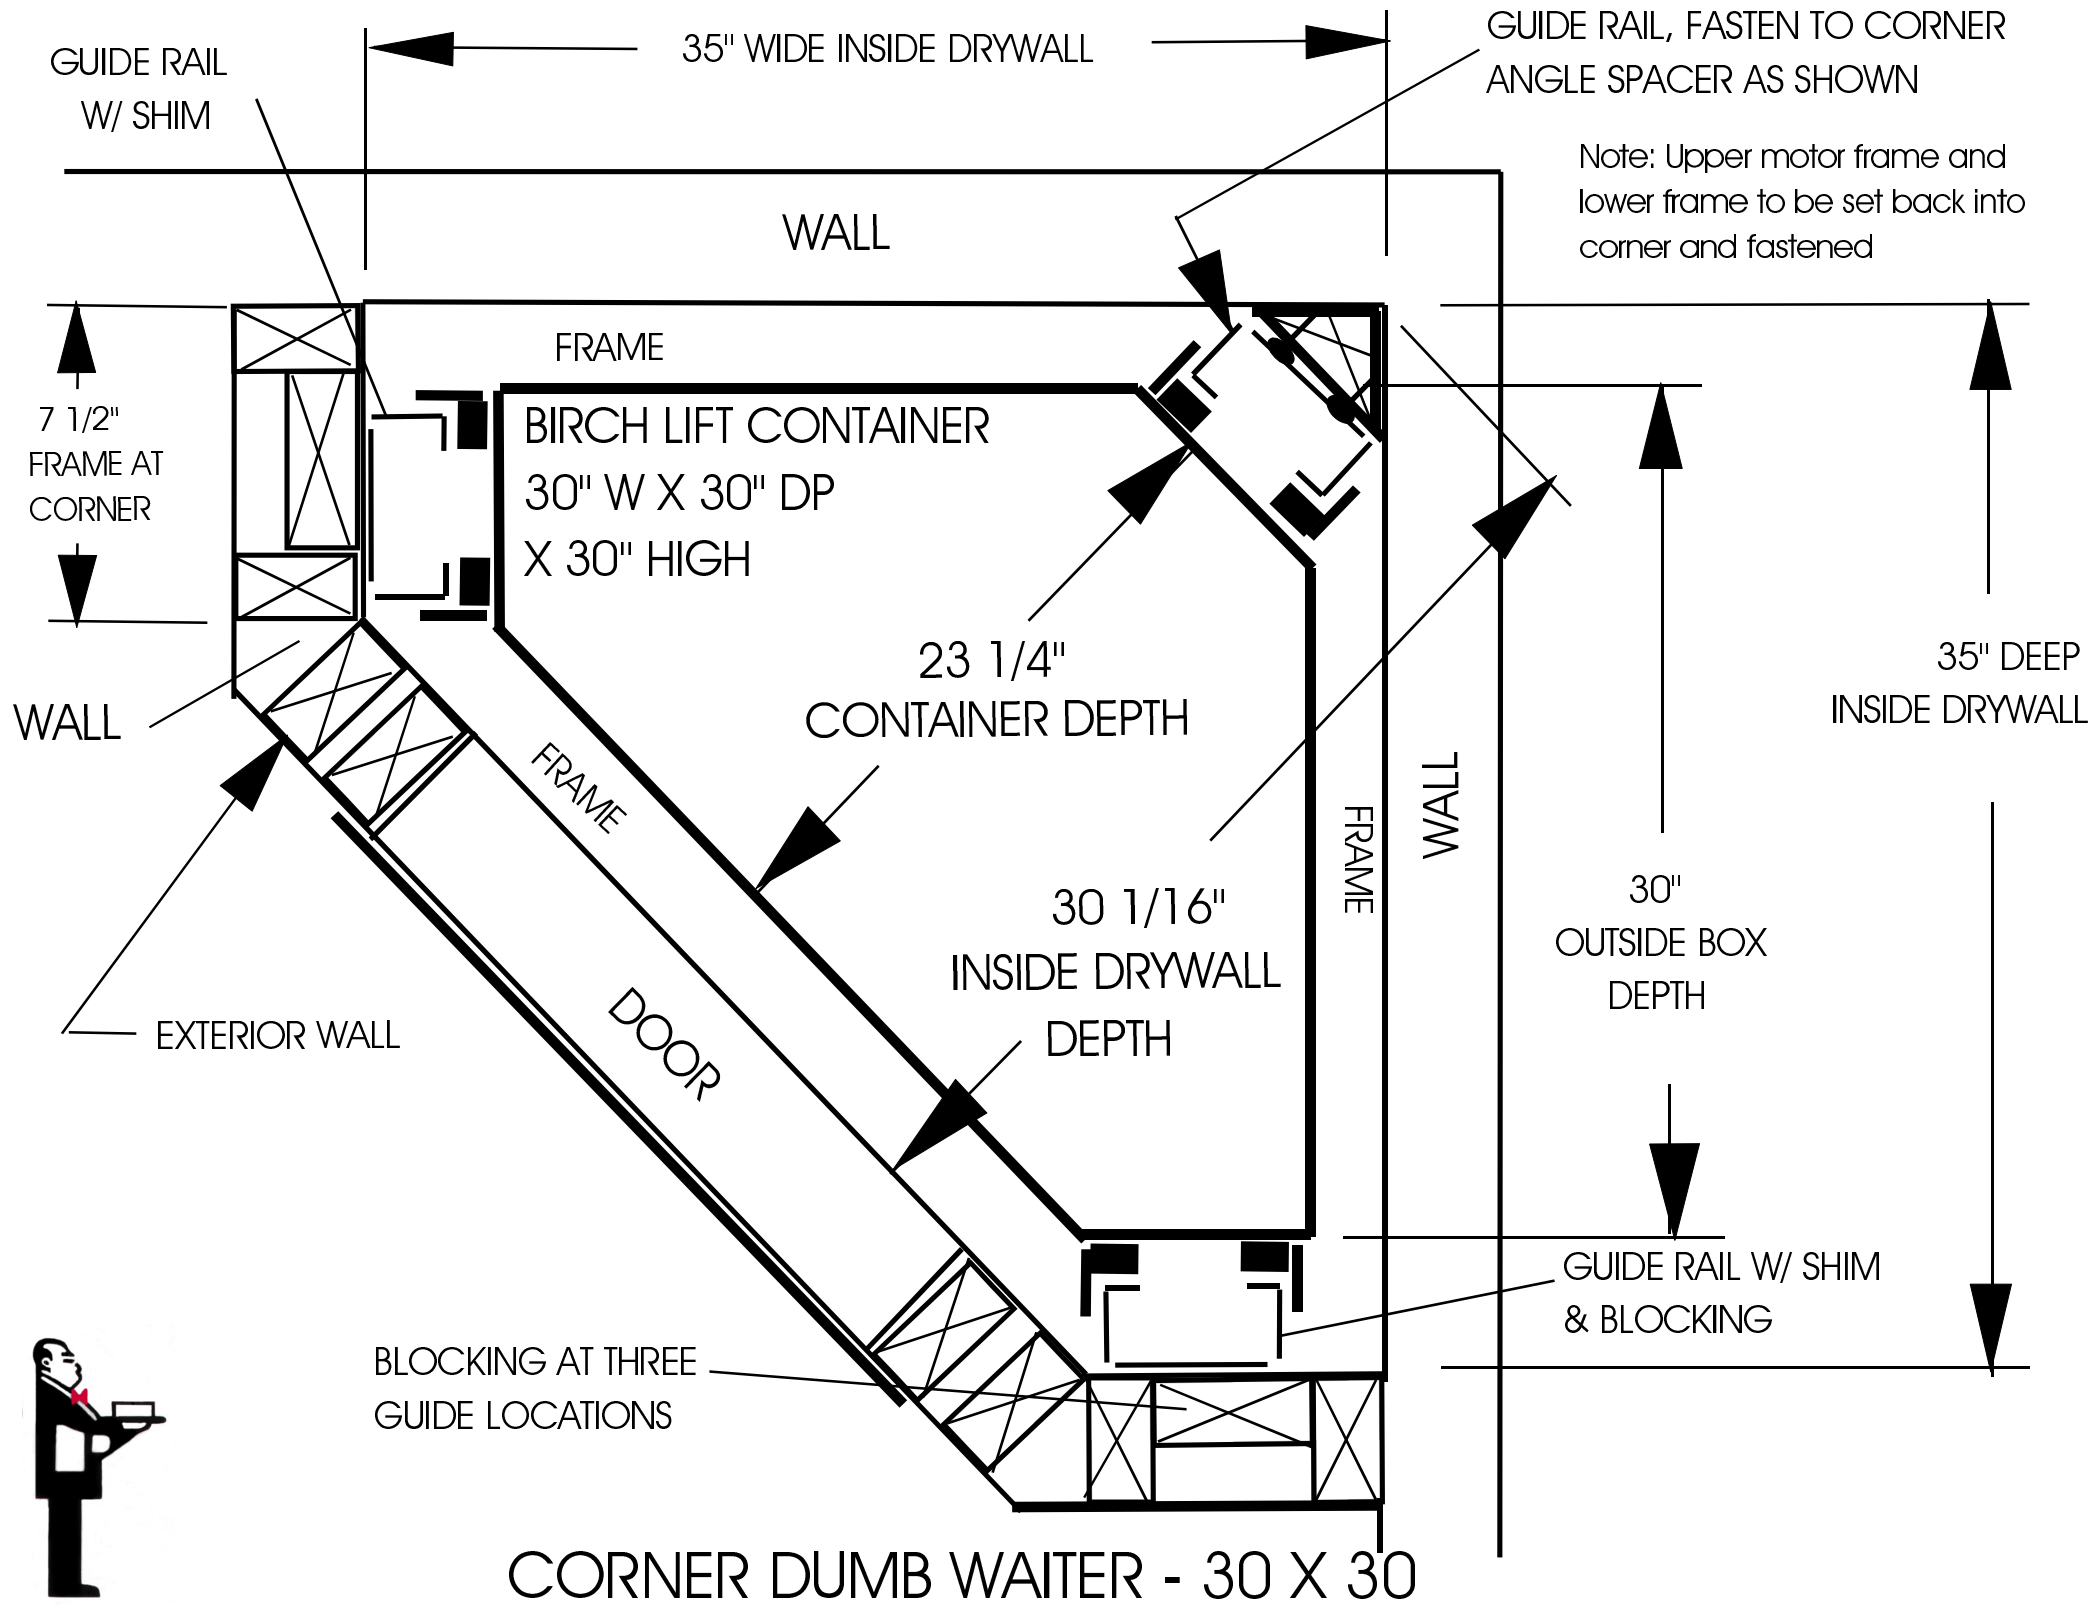 35" WIDE INSIDE DRYWALL
GUIDE RAIL
W/ SHIM
GUIDE RAIL, FASTEN TO CORNER
ANGLE SPACER AS SHOWN
Note: Upper motor frame and
lower frame to be set back into
corner and fastened
WALL
FRAME
7 1/2"
FRAME AT
CORNER
BIRCH LIFT CONTAINER
30" W X 30" DP
X 30" HIGH
23 1/4"
CONTAINER DEPTH
35" DEEP
INSIDE DRYWALL
WALL
FRAME
WALL
FRAME
30 1/16"
INSIDE DRYWALL
DEPTH
30"
OUTSIDE BOX
DEPTH
EXTERIOR WALL
DOOR
GUIDE RAIL W/ SHIM
& BLOCKING
BLOCKING AT THREE
GUIDE LOCATIONS
CORNER DUMB WAITER - 30 X 30